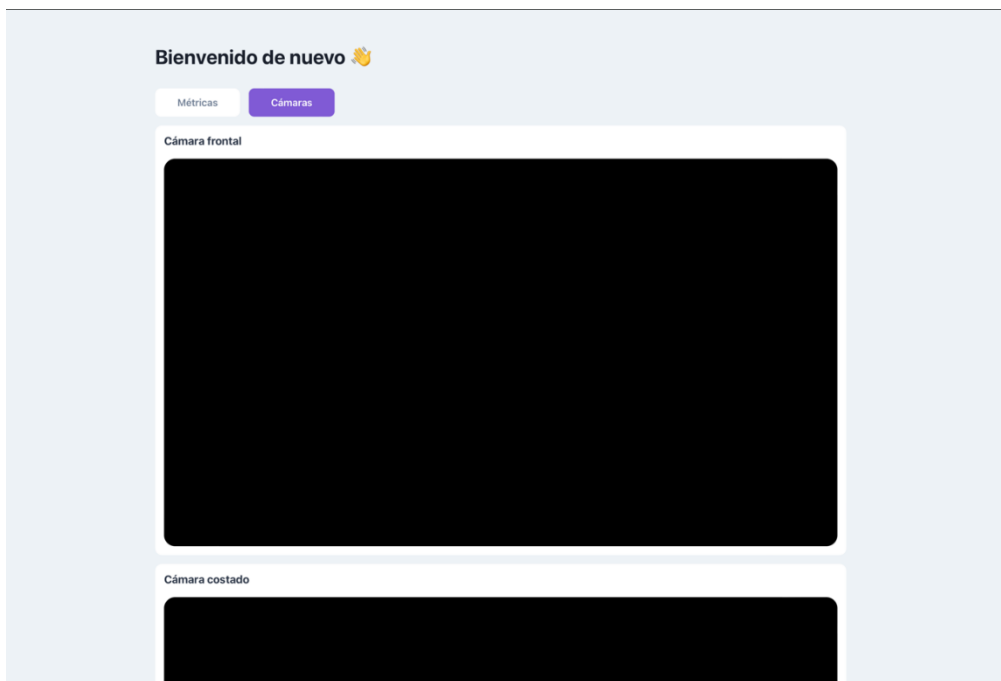 Bienvenido de nuevo 👋
Métricas
Cámaras
Cámara frontal
Cámara costado